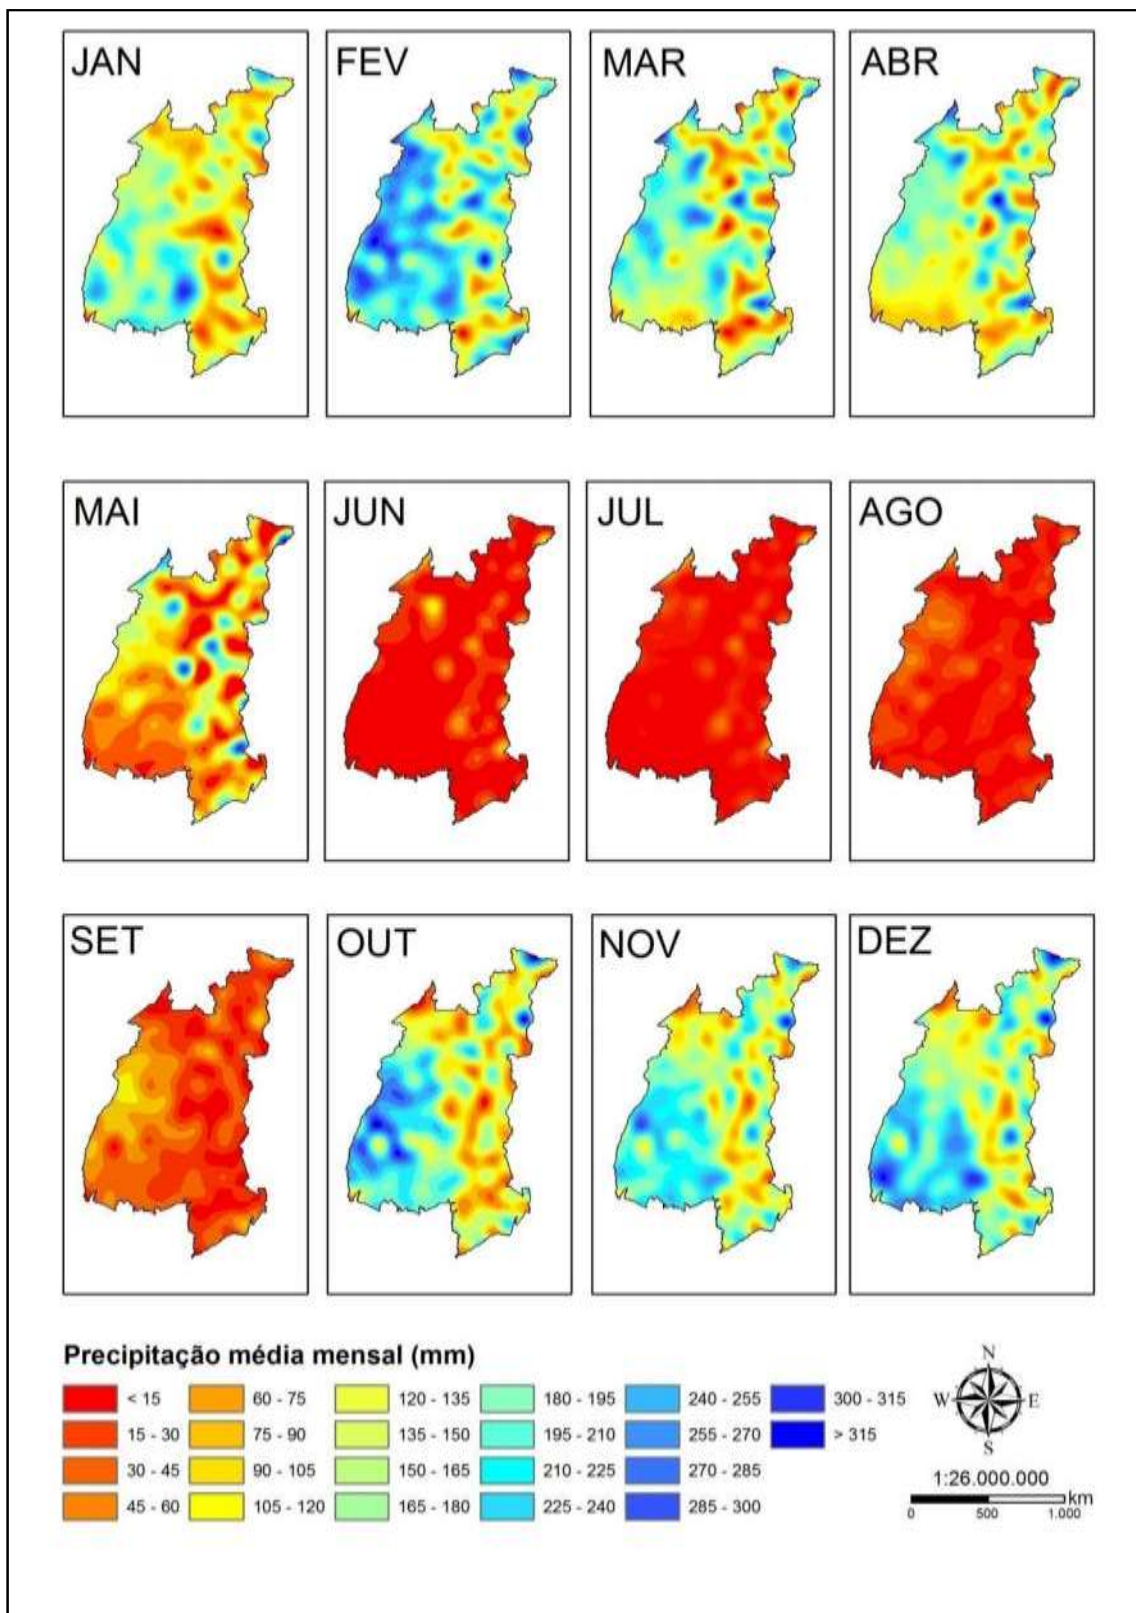 JAN FEV MAR ABR
MAI JUN JUL AGO
SET OUT NOV DEZ
Precipitação média mensal (mm)
N
< 15 60 - 75 120 - 135 180 - 195 240 - 255 300 - 315 W E
15 - 30 75 - 90 135 - 150 195 - 210 255 - 270 > 315
S
30 - 45 90 - 105 150 - 165 210 - 225 270 - 285 1:26.000.000
45 - 60 105 - 120 165 - 180 225 - 240 285 - 300 km
0 500 1.000